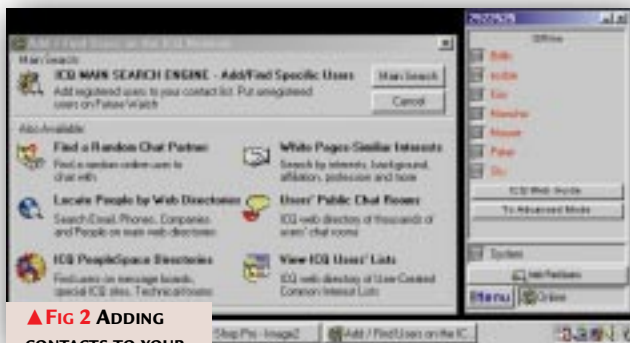 Add / Find Users on the ICQ Network
Main Search
ICQ MAIN SEARCH ENGINE - Add/Find Specific Users
Add registered users to your contact list. Put unregistered
users on Future Watch
Main Search
Cancel
Also Available:
Find a Random Chat Partner
Find a random online user to
chat with
White Pages-Similar Interests
Search by interests, background,
affiliation, profession and more
Locate People by Web Directories
Search Email, Phones, Companies
and People on main web directories
Users' Public Chat Rooms
ICQ web directory of thousands of
users' chat rooms
ICQ PeopleSpace Directories
Find users on message boards,
special ICQ sites, Technical
View ICQ Users' Lists
ICQ web directory of User-Created
Common Interest Lists
Offline
Peter
ICQ Web Guide
To Advanced Mode
System
Menu
Online
Shop Pro - Image2
Add / Find Users on the IC...
▲FIG 2 ADDING
CONTACTS TO YOUR